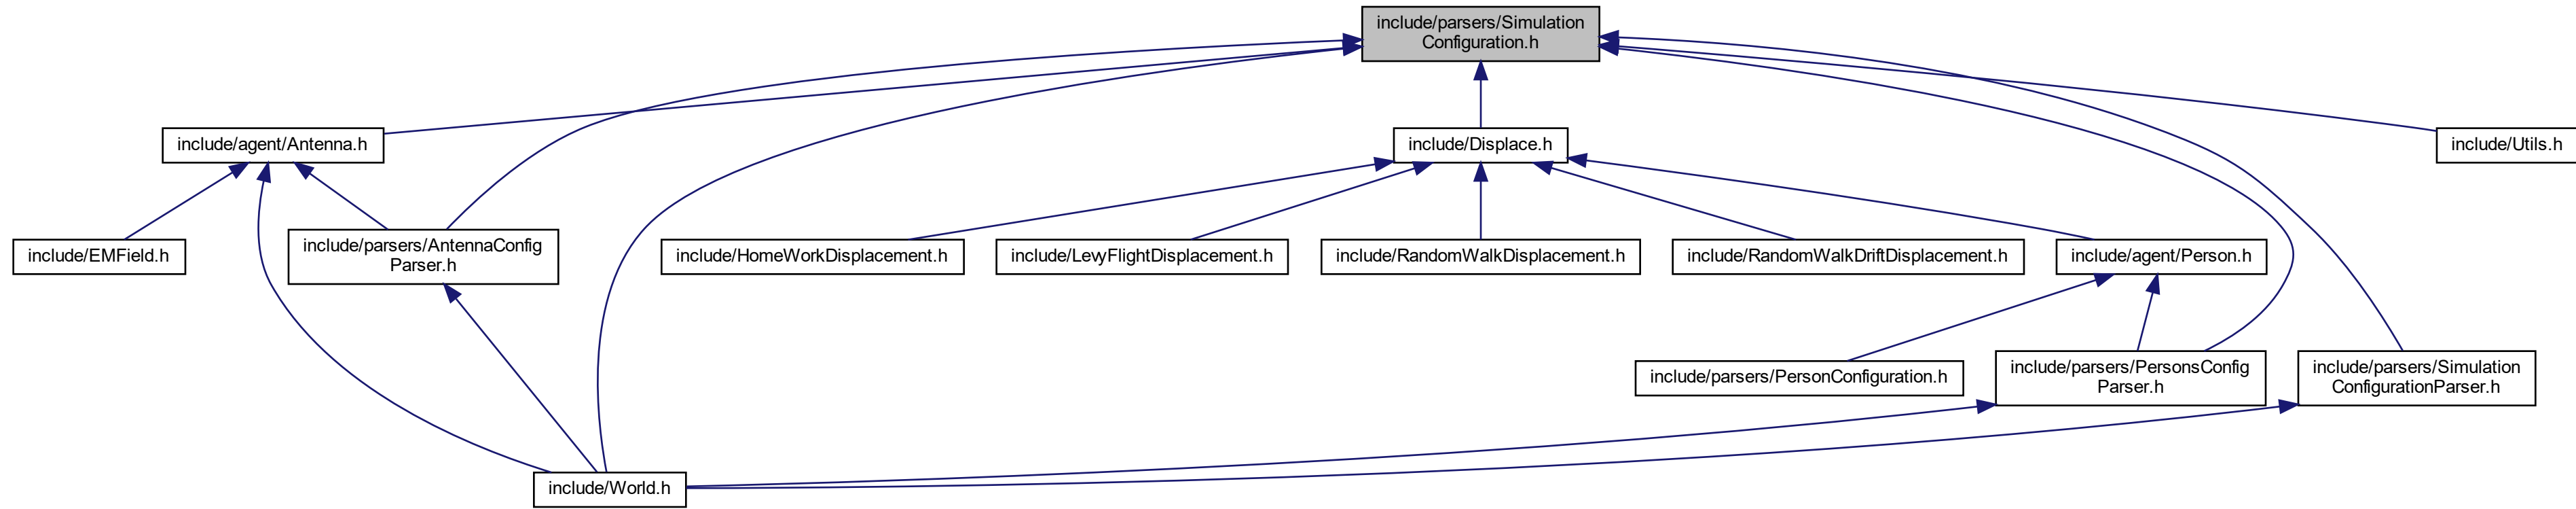 include/parsers/Simulation
Configuration.h
include/agent/Antenna.h
include/Displace.h
include/Utils.h
include/EMField.h
include/parsers/AntennaConfig
Parser.h
include/HomeWorkDisplacement.h
include/LevyFlightDisplacement.h
include/RandomWalkDisplacement.h
include/RandomWalkDriftDisplacement.h
include/agent/Person.h
include/parsers/PersonConfiguration.h
include/parsers/PersonsConfig
Parser.h
include/parsers/Simulation
ConfigurationParser.h
include/World.h